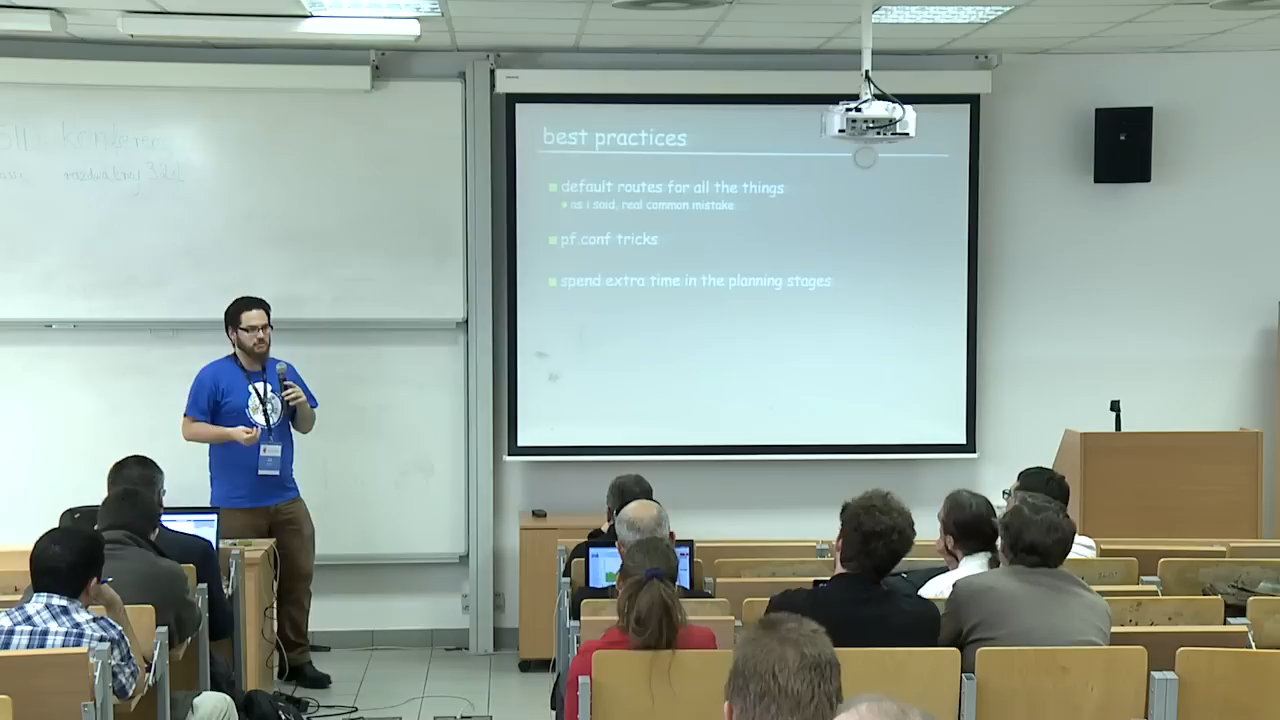 best practices
default routes for all the things
as i said, real common mistake
pf.conf tricks
spend extra time in the planning stages